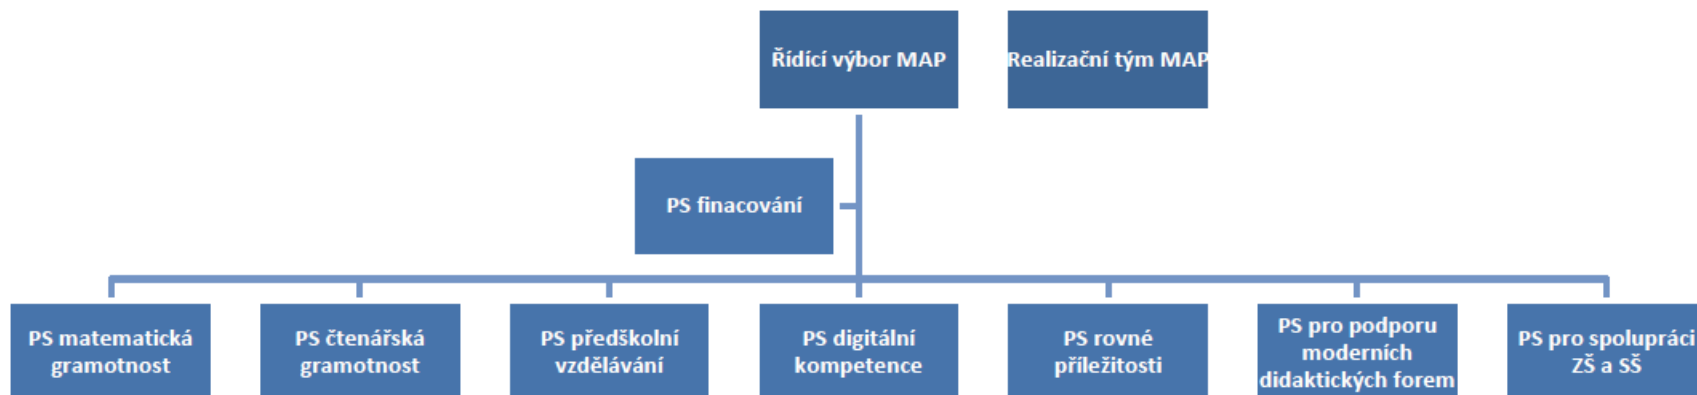 Řídící výbor MAP
Realizační tým MAP
PS finacování
PS matematická
gramotnost
PS čtenářská
gramotnost
PS předškolní
vzdělávání
PS digitální
kompetence
PS rovné
příležitosti
PS pro podporu
moderních
didaktických forem
PS pro spolupráci
ZŠ a SŠ